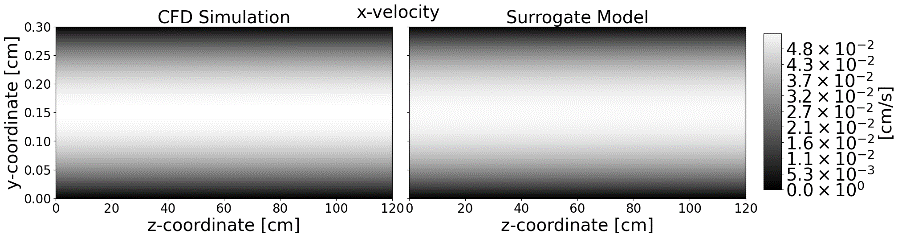 x-velocity
CFD Simulation
Surrogate Model
y-coordinate [cm]
0.30
0.25
0.20
0.15
0.10
0.05
0.00
0 20 40 60 80 100 120
z-coordinate [cm]
0 20 40 60 80 100 120
z-coordinate [cm]
4.8 × 10⁻²
4.3 × 10⁻²
3.7 × 10⁻²
3.2 × 10⁻²
2.7 × 10⁻²
2.1 × 10⁻²
1.6 × 10⁻²
1.1 × 10⁻²
5.3 × 10⁻³
0.0 × 10⁰
[cm/s]